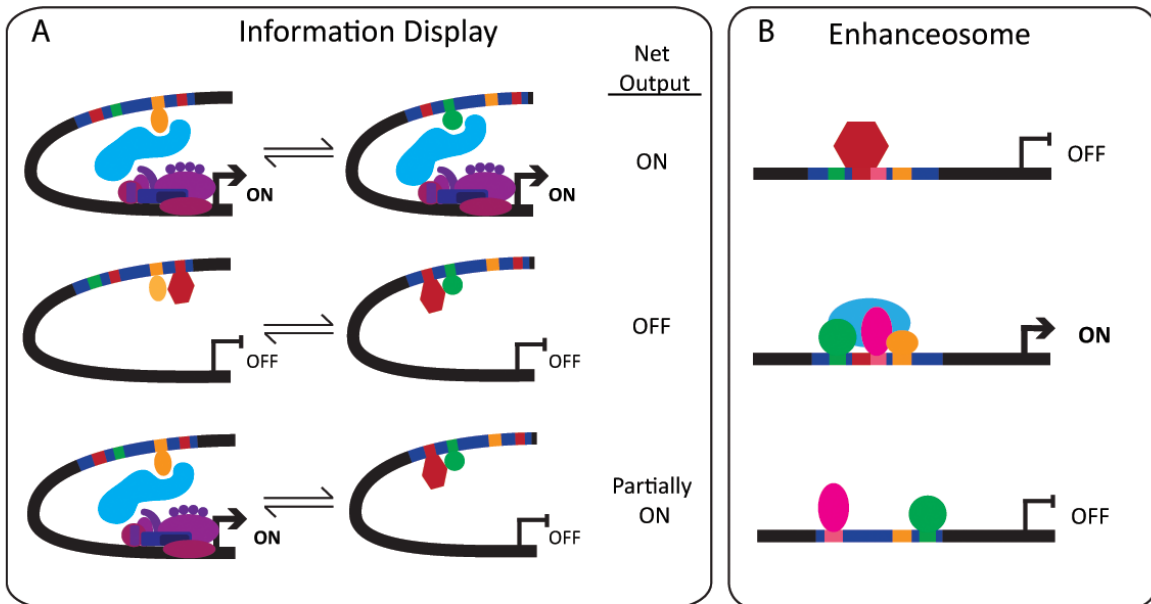 A
Information Display
Net
Output
ON
ON
ON
OFF
OFF
OFF
ON
OFF
Partially
ON
B
Enhanceosome
OFF
ON
OFF